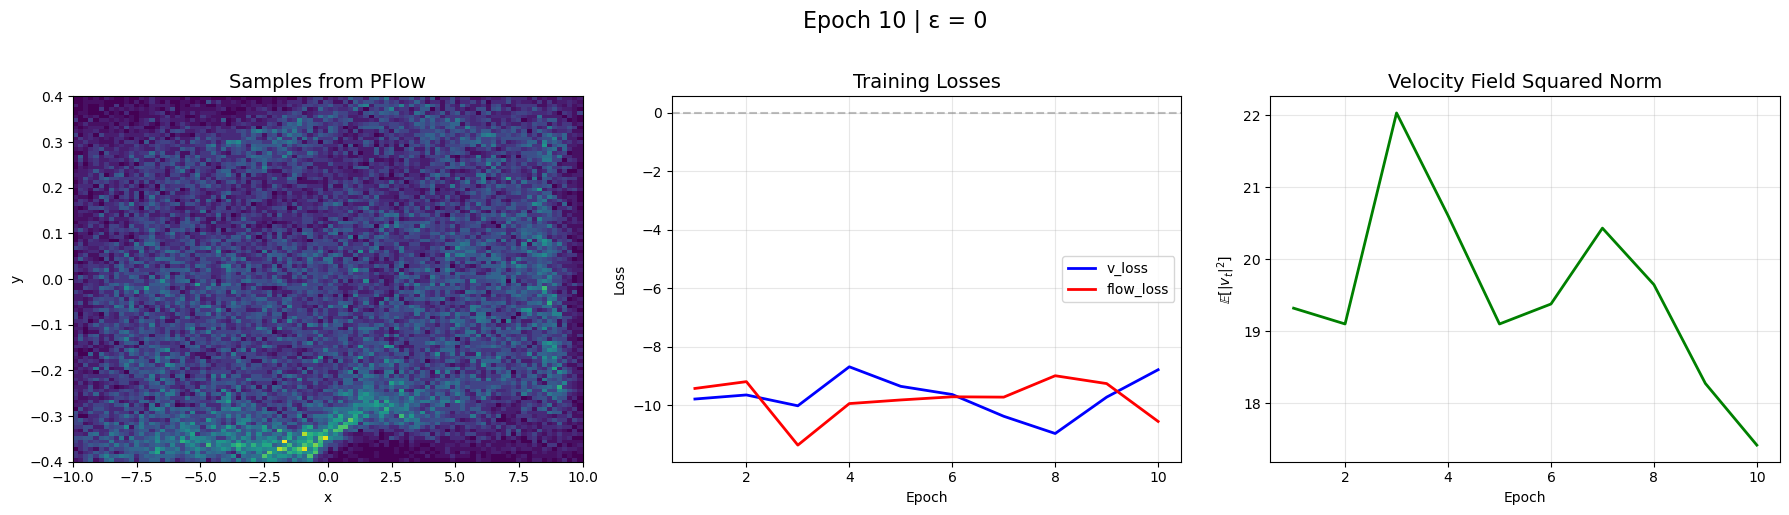 Epoch 10 | ε = 0
Samples from PFlow
0.4
0.3
0.2
0.1
0.0
−0.1
−0.2
−0.3
−0.4
y
−10.0 −7.5 −5.0 −2.5 0.0 2.5 5.0 7.5 10.0
x
Training Losses
0
−2
−4
−6
−8
−10
Loss
v_loss
flow_loss
2 4 6 8 10
Epoch
Velocity Field Squared Norm
22
21
20
19
18
𝔼[|v_t|²]
2 4 6 8 10
Epoch